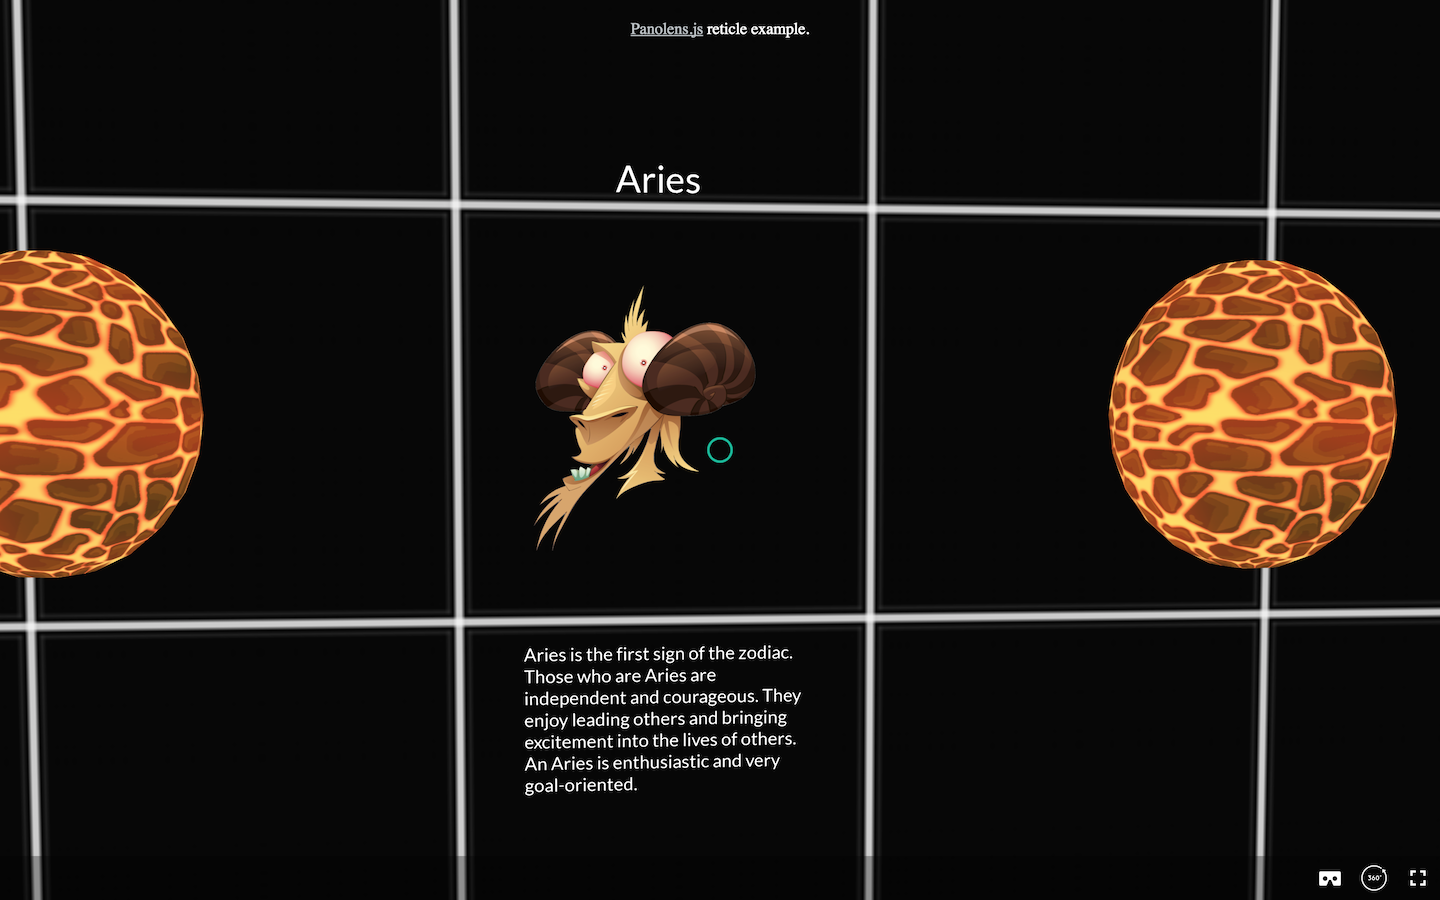 Panolens.js reticle example.
Aries
Aries is the first sign of the zodiac.
Those who are Aries are
independent and courageous. They
enjoy leading others and bringing
excitement into the lives of others.
An Aries is enthusiastic and very
goal-oriented.
360°